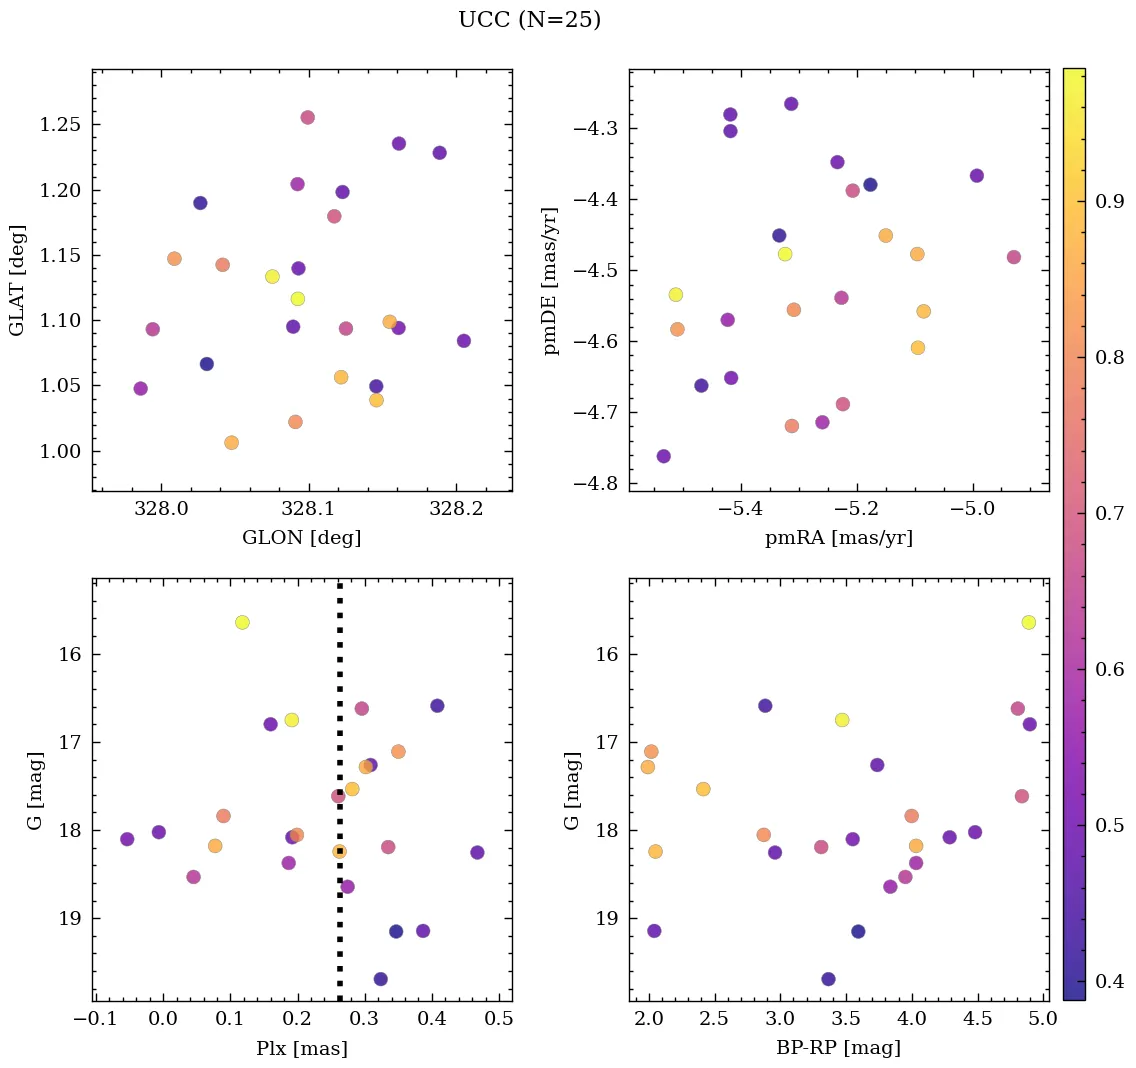 UCC (N=25)
1.25
1.20
1.15
1.10
1.05
1.00
GLAT [deg]
328.0 328.1 328.2
GLON [deg]
−4.3
−4.4
−4.5
−4.6
−4.7
−4.8
pmDE [mas/yr]
−5.4 −5.2 −5.0
pmRA [mas/yr]
16
17
18
19
G [mag]
−0.1 0.0 0.1 0.2 0.3 0.4 0.5
Plx [mas]
16
17
18
19
G [mag]
2.0 2.5 3.0 3.5 4.0 4.5 5.0
BP-RP [mag]
0.9
0.8
0.7
0.6
0.5
0.4